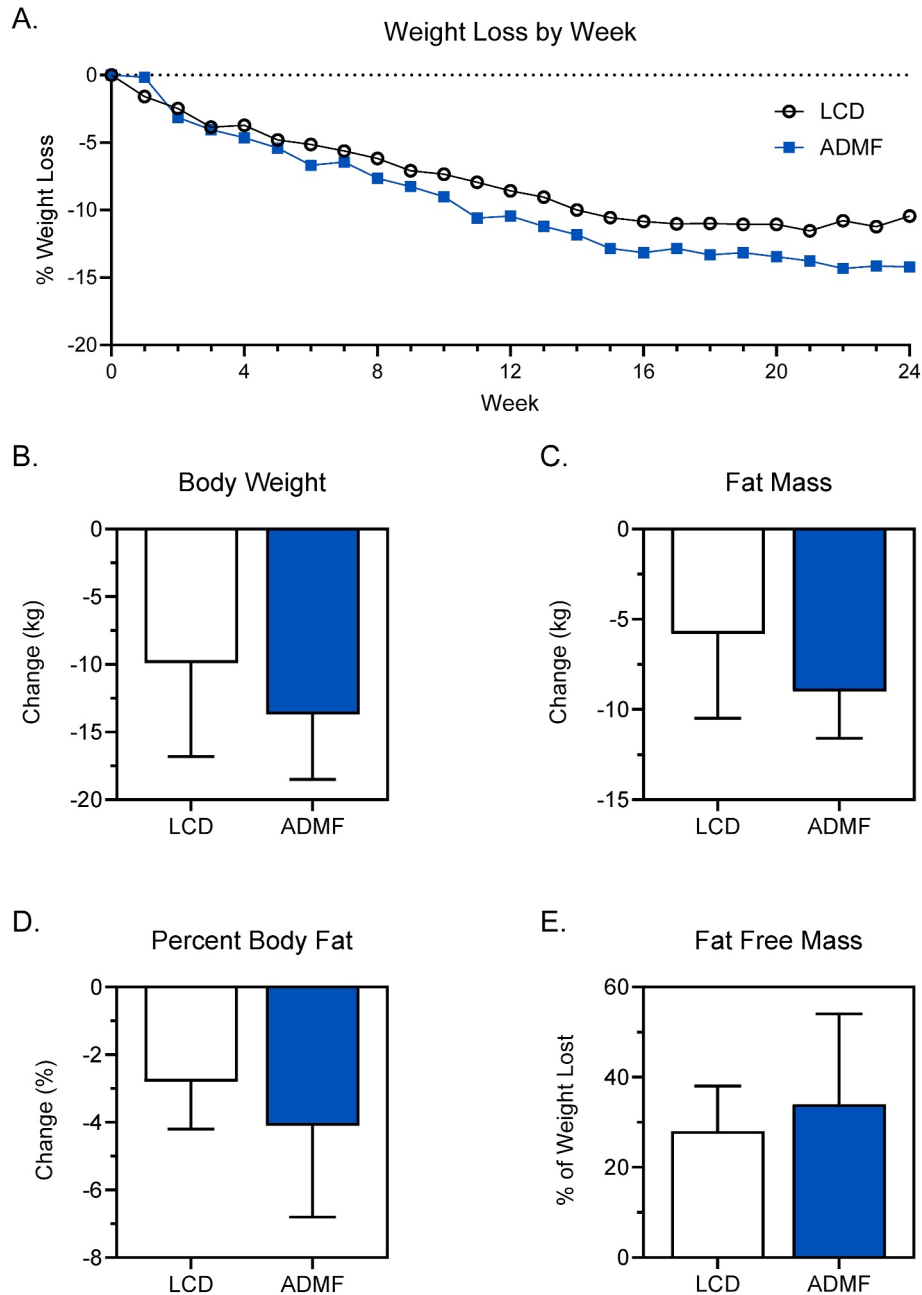 A.
Weight Loss by Week
0
-5
-10
-15
-20
% Weight Loss
LCD
ADMF
0 4 8 12 16 20 24
Week
B.
Body Weight
0
-5
-10
-15
-20
Change (kg)
LCD ADMF
C.
Fat Mass
0
-5
-10
-15
Change (kg)
LCD ADMF
D.
Percent Body Fat
0
-2
-4
-6
-8
Change (%)
LCD ADMF
E.
Fat Free Mass
60
40
20
0
% of Weight Lost
LCD ADMF